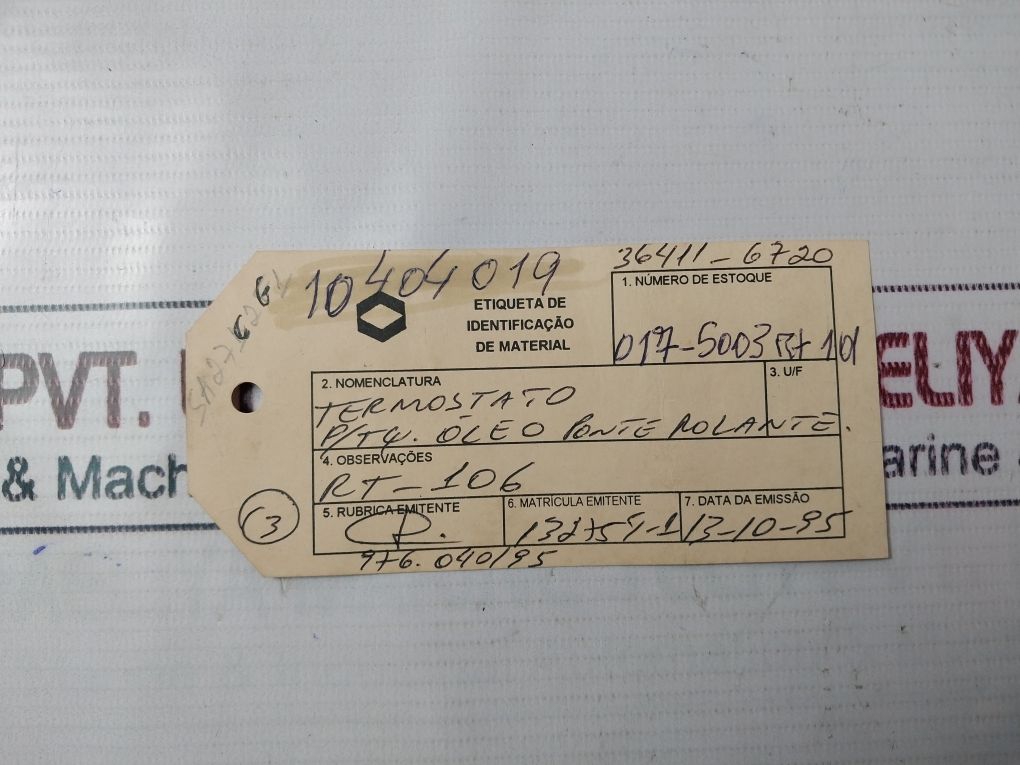 10404019
36411-6720
ETIQUETA DE
IDENTIFICAÇÃO
DE MATERIAL
1. NÚMERO DE ESTOQUE
017-5003
2. NOMENCLATURA
3. U/F
TERMOSTATO
P/TQ. ÓLEO PONTE ROLANTE.
4. OBSERVAÇÕES
RT-106
5. RUBRICA EMITENTE
6. MATRÍCULA EMITENTE
7. DATA DA EMISSÃO
13-10-95
976.040/95
3
PVT.
ELIY
& Mach
arine